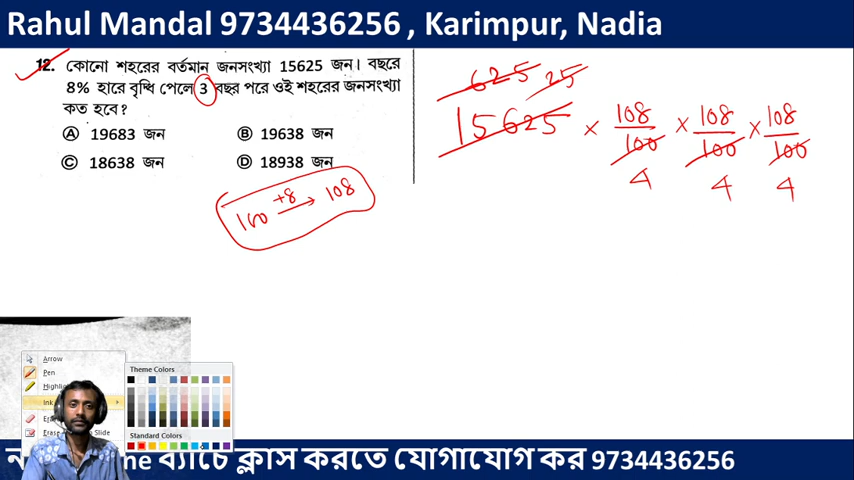 Rahul Mandal 9734436256 , Karimpur, Nadia
12. কোনো শহরের বর্তমান জনসংখ্যা 15625 জন। বছরে
8% হারে বৃদ্ধি পেলে 3 বছর পরে ওই শহরের জনসংখ্যা
কত হবে?
A 19683 জন B 19638 জন
C 18638 জন D 18938 জন
100 +8 → 108
625 25
15625 × 108/100 × 108/100 × 108/100
4 4 4
Arrow
Pen
Highlig
Ink
Theme Colors
Standard Colors
ব্যাচে ক্লাস করতে যোগাযোগ কর 9734436256